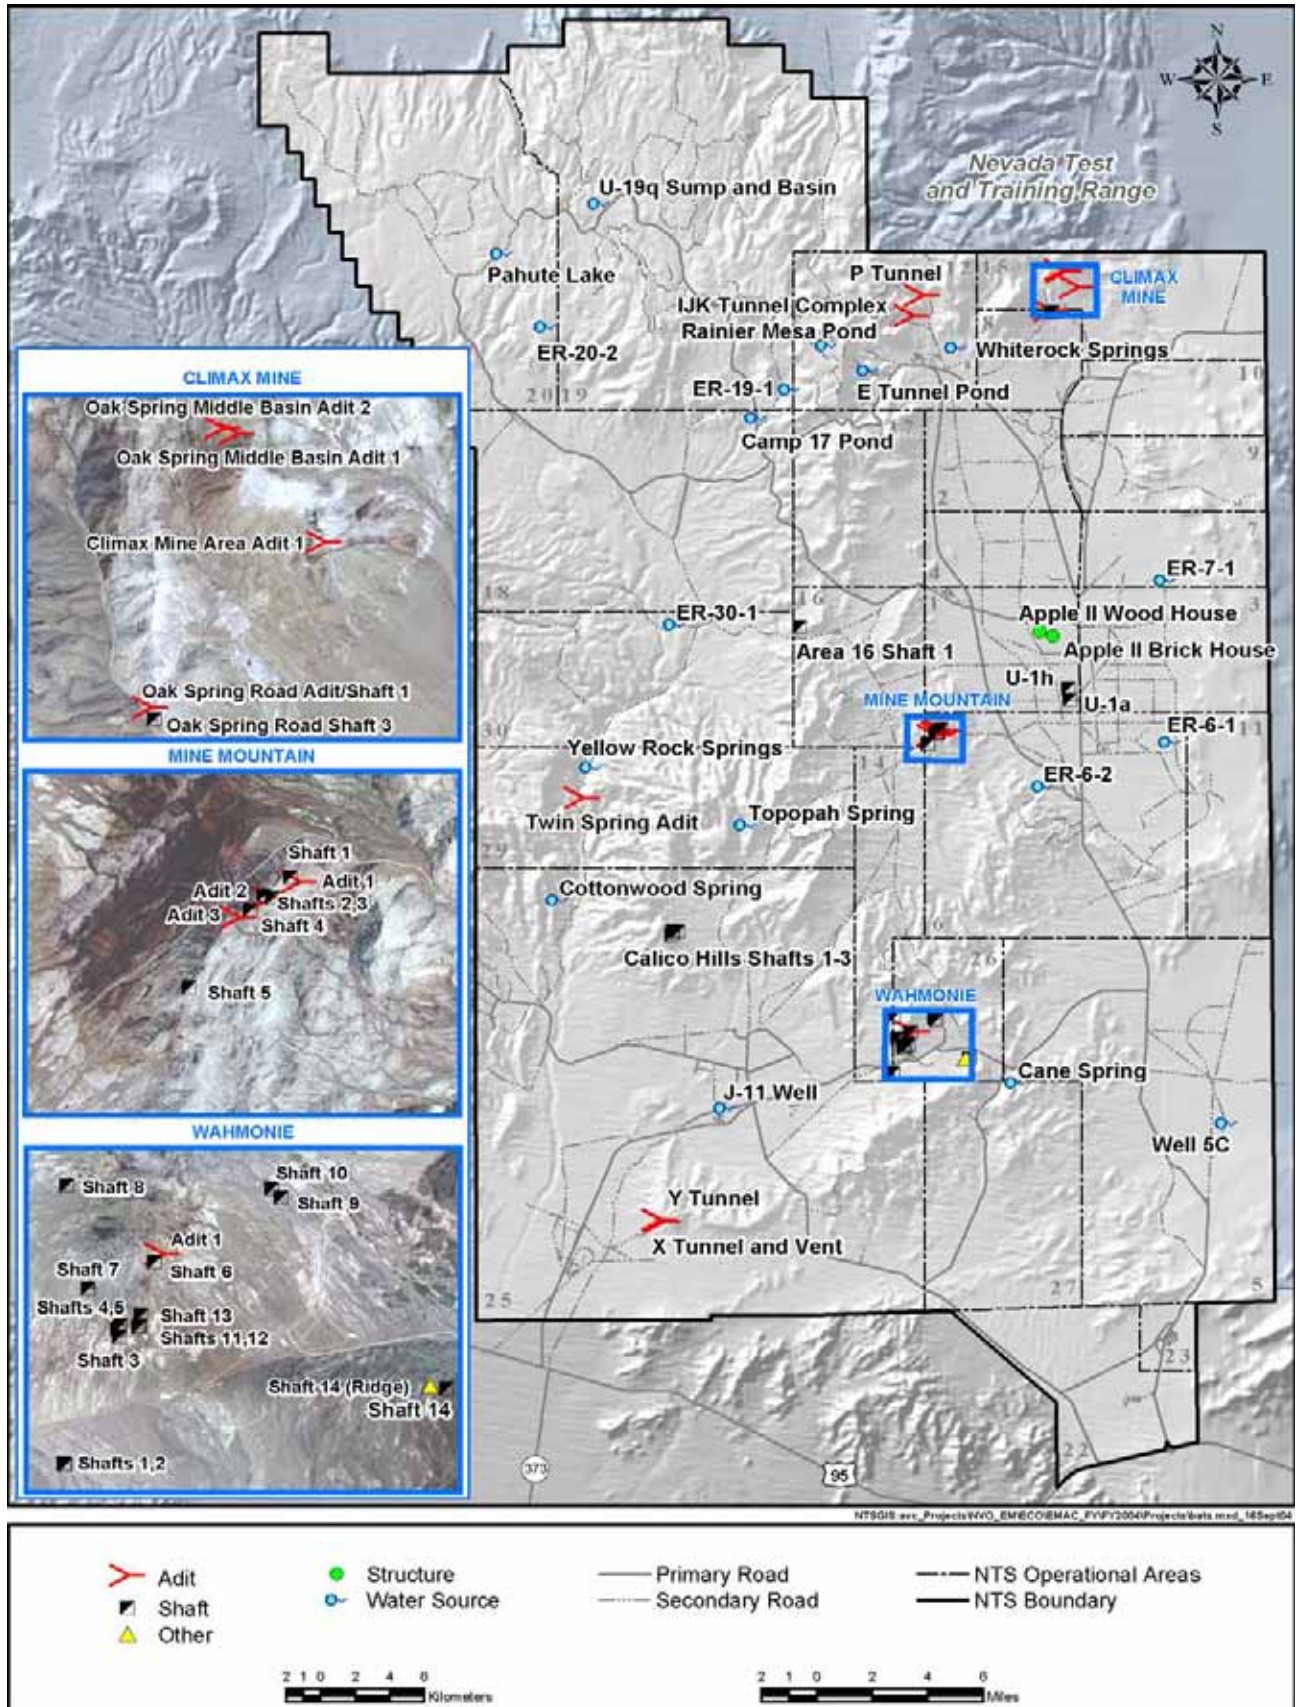 N
W E
S
Nevada Test
and Training Range
U-19q Sump and Basin
Pahute Lake
P Tunnel
12
15
CLIMAX
MINE
IJK Tunnel Complex
Rainier Mesa Pond
8
ER-20-2
Whiterock Springs
ER-19-1
E Tunnel Pond
10
20
19
Camp 17 Pond
9
2
7
ER-7-1
4
1
3
18
16
ER-30-1
Apple II Wood House
Area 16 Shaft 1
Apple II Brick House
U-1h
U-1a
MINE MOUNTAIN
ER-6-1
11
30
Yellow Rock Springs
14
ER-6-2
Twin Spring Adit
Topopah Spring
29
Cottonwood Spring
6
Calico Hills Shafts 1-3
26
WAHMONIE
Cane Spring
J-11 Well
Well 5C
Y Tunnel
X Tunnel and Vent
25
27
5
23
22
373
95
CLIMAX MINE
Oak Spring Middle Basin Adit 2
Oak Spring Middle Basin Adit 1
Climax Mine Area Adit 1
Oak Spring Road Adit/Shaft 1
Oak Spring Road Shaft 3
MINE MOUNTAIN
Shaft 1
Adit 2
Adit 1
Shafts 2,3
Adit 3
Shaft 4
Shaft 5
WAHMONIE
Shaft 10
Shaft 8
Shaft 9
Adit 1
Shaft 7
Shaft 6
Shafts 4,5
Shaft 13
Shafts 11,12
Shaft 3
Shaft 14 (Ridge)
Shaft 14
Shafts 1,2
Adit
Structure
Primary Road
NTS Operational Areas
Shaft
Water Source
Secondary Road
NTS Boundary
Other
2 1 0 2 4 6
Kilometers
2 1 0 2 4 6
Miles